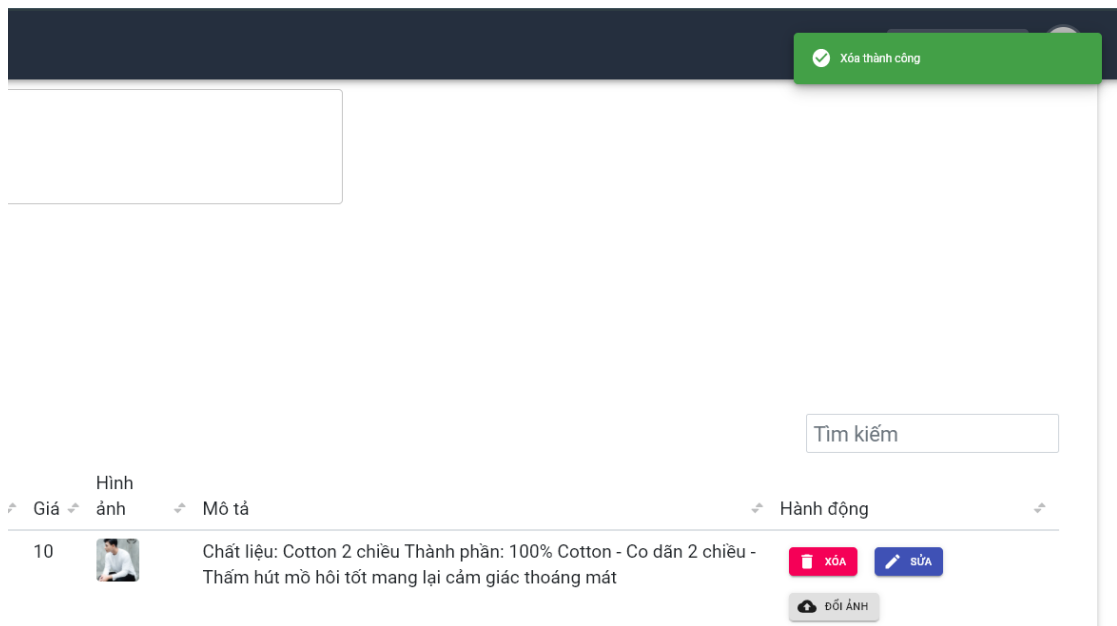 Xóa thành công
Tìm kiếm
Giá
Hình ảnh
Mô tả
Hành động
10
Chất liệu: Cotton 2 chiều Thành phần: 100% Cotton - Co dãn 2 chiều -
Thấm hút mồ hôi tốt mang lại cảm giác thoáng mát
XÓA
SỬA
ĐỔI ẢNH